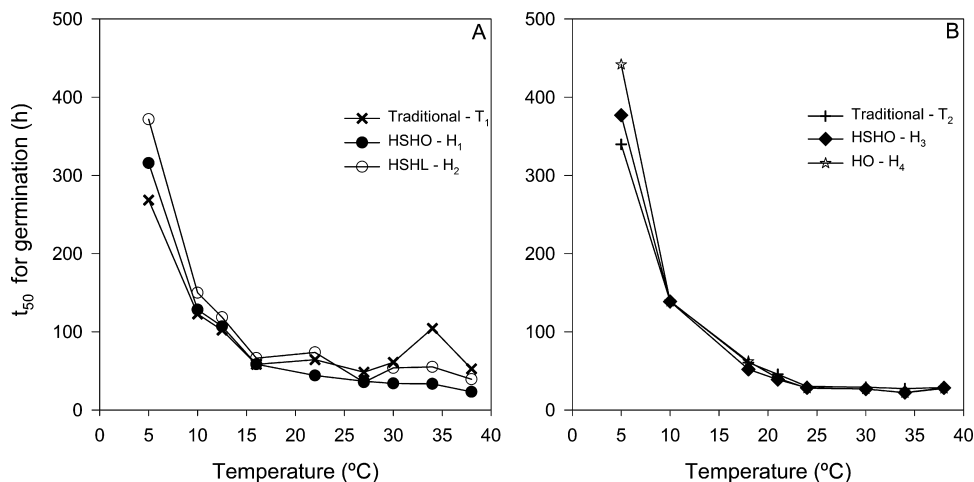 A
500
400
300
200
100
0
t50 for germination (h)
Traditional - T1
HSHO - H1
HSHL - H2
0 5 10 15 20 25 30 35 40
Temperature (ºC)
B
500
400
300
200
100
0
Traditional - T2
HSHO - H3
HO - H4
0 5 10 15 20 25 30 35 40
Temperature (ºC)